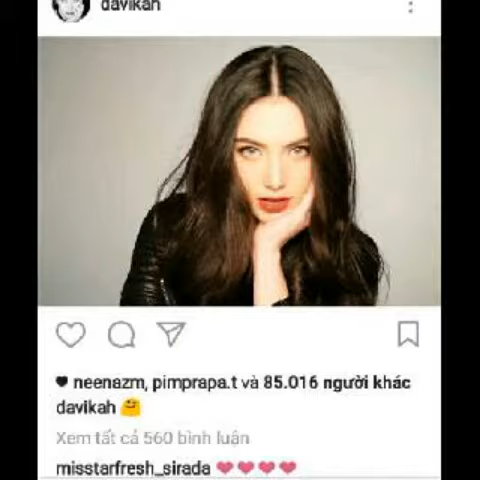 davikah
neenazm, pimprapa.t và 85.016 người khác
davikah
Xem tất cả 560 bình luận
misstarfresh_sirada